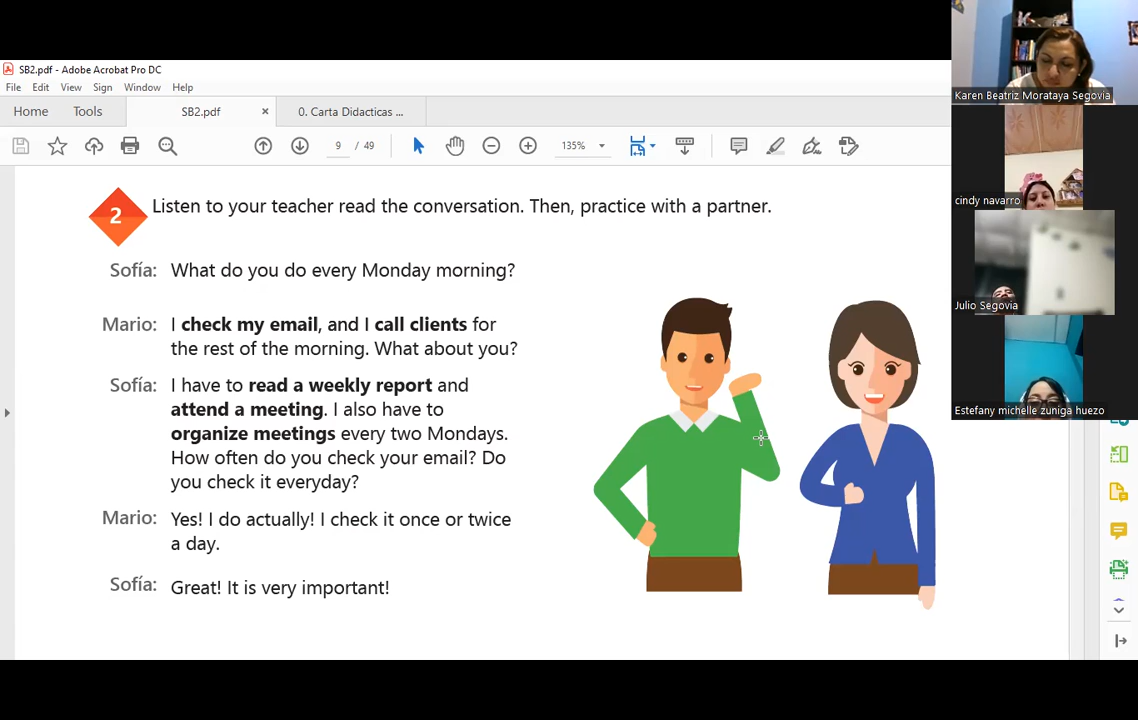 SB2.pdf - Adobe Acrobat Pro DC
File Edit View Sign Window Help
Home Tools SB2.pdf × 0. Carta Didacticas ...
9 / 49 135%
2 Listen to your teacher read the conversation. Then, practice with a partner.
Sofía: What do you do every Monday morning?
Mario: I check my email, and I call clients for
the rest of the morning. What about you?
Sofía: I have to read a weekly report and
attend a meeting. I also have to
organize meetings every two Mondays.
How often do you check your email? Do
you check it everyday?
Mario: Yes! I do actually! I check it once or twice
a day.
Sofía: Great! It is very important!
Karen Beatriz Morataya Segovia
cindy navarro
Julio Segovia
Estefany michelle zuniga huezo